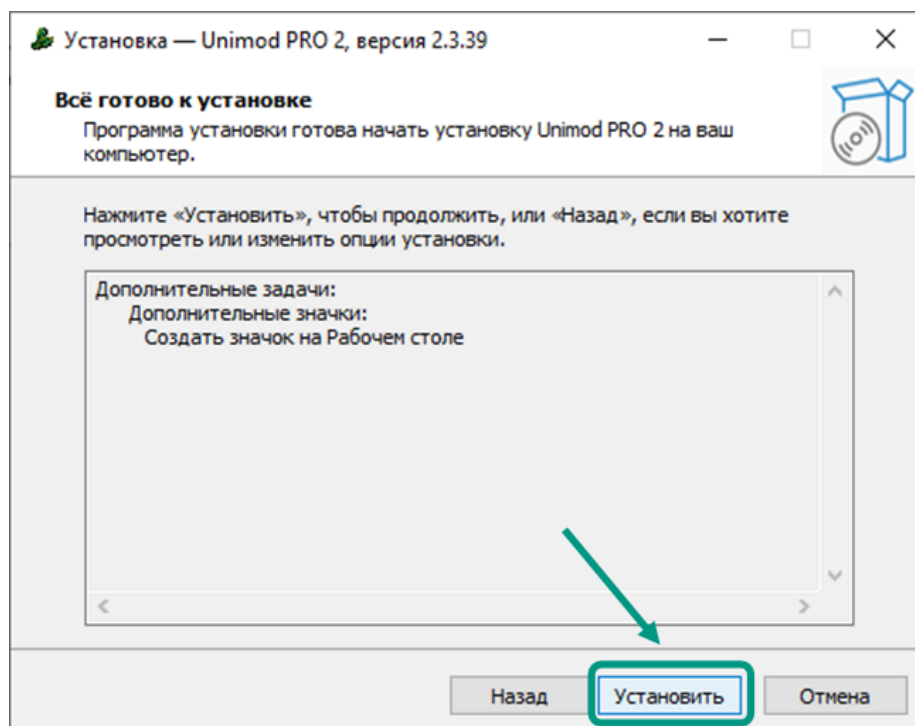 Установка — Unimod PRO 2, версия 2.3.39
Всё готово к установке
Программа установки готова начать установку Unimod PRO 2 на ваш
компьютер.
Нажмите «Установить», чтобы продолжить, или «Назад», если вы хотите
просмотреть или изменить опции установки.
Дополнительные задачи:
Дополнительные значки:
Создать значок на Рабочем столе
Назад
Установить
Отмена